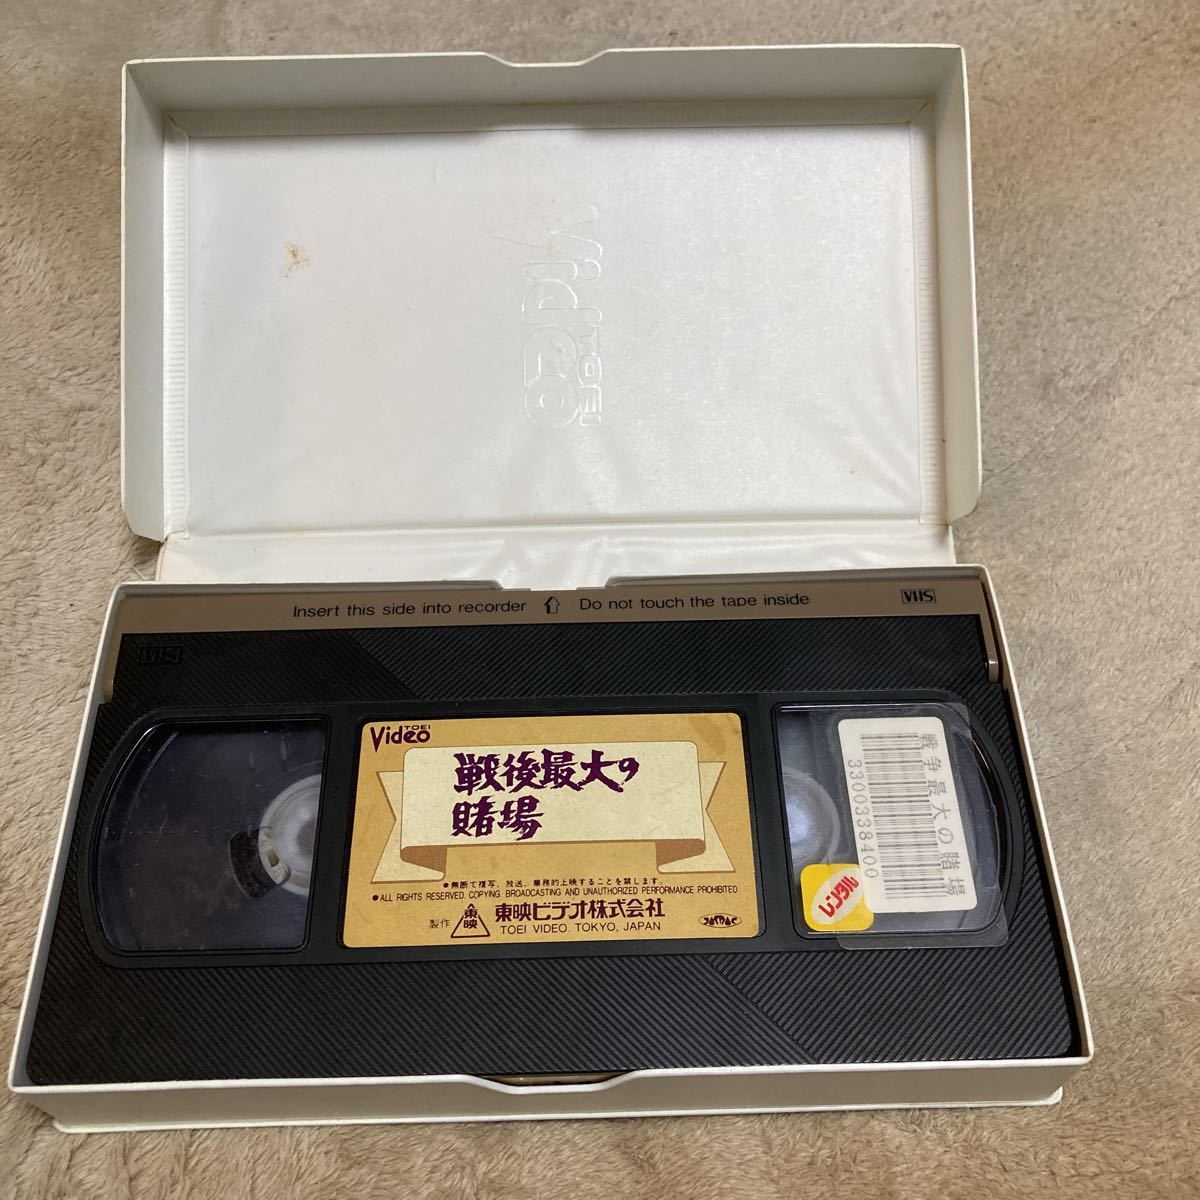 Video
TOEI
Insert this side into recorder ⇧ Do not touch the tape inside
VHS
VHS
TOEI
Video
戦後最大の
賭場
●無断で複写、放送、業務的上映することを禁します。
●ALL RIGHTS RESERVED. COPYING. BROADCASTING AND UNAUTHORIZED PERFORMANCE PROHIBITED
製作 東映 東映ビデオ株式会社
TOEI VIDEO. TOKYO, JAPAN
JASRAC
戦争最大の賭場
3300338400
レンタル